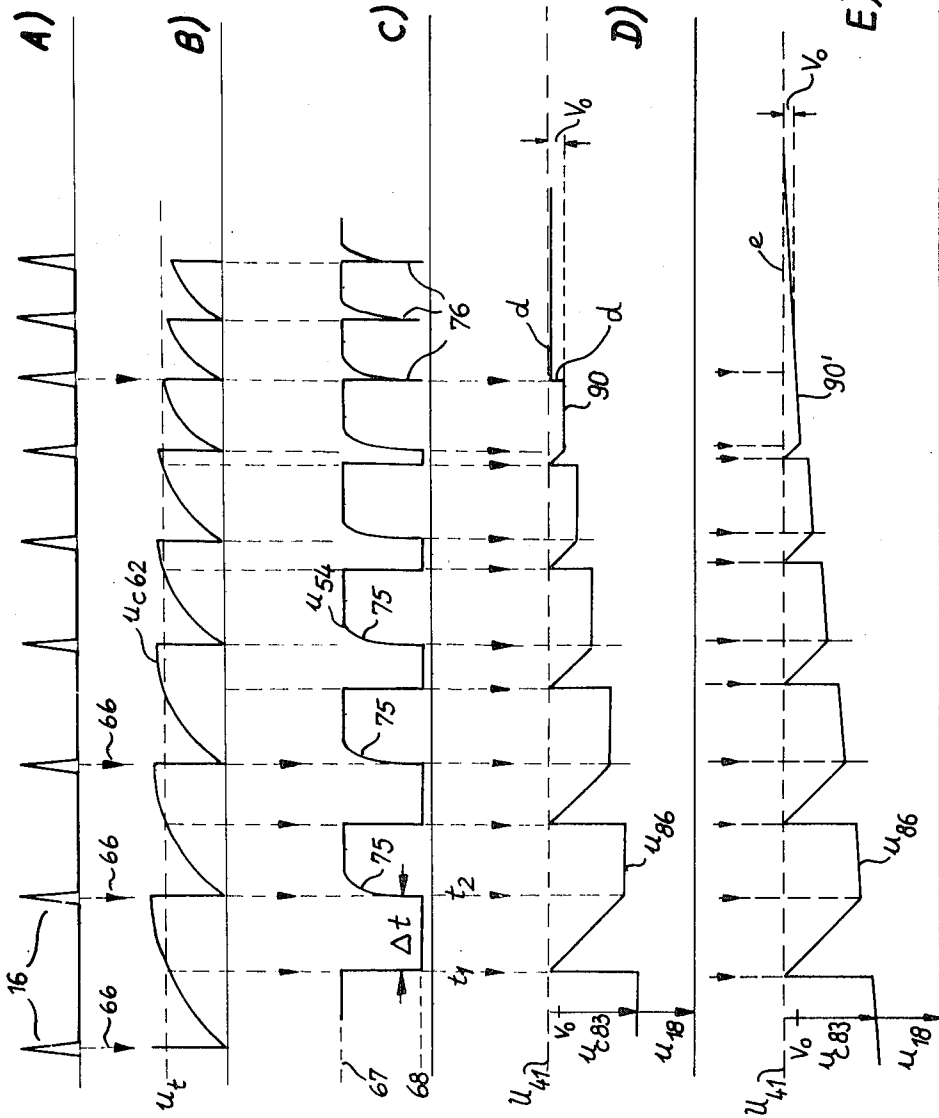 A)
16
~66
~66
~66
B)
u_t
u_c62
C)
67
68
u_54
75
75
75
76
Δt
t_1
t_2
D)
u_41
V_o
u_c83
u_18
u_86
90
d
d
V_o
E)
u_41
V_o
u_c83
u_18
u_86
90'
e
V_o